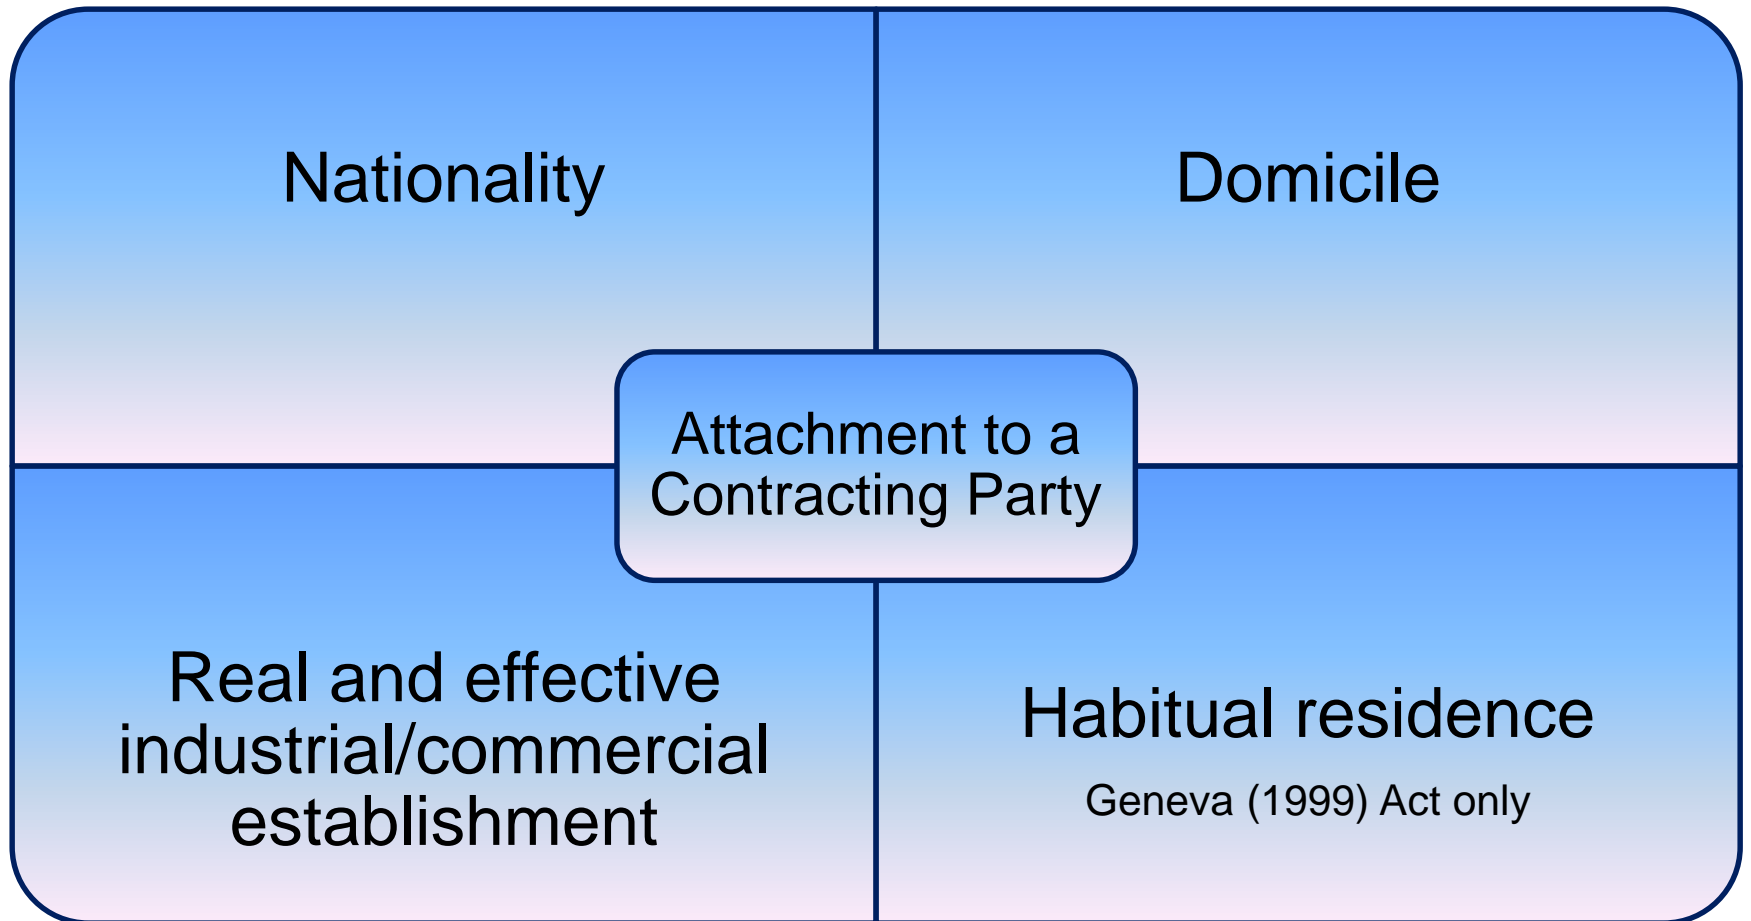 Nationality
Domicile
Attachment to a
Contracting Party
Real and effective
industrial/commercial
establishment
Habitual residence
Geneva (1999) Act only